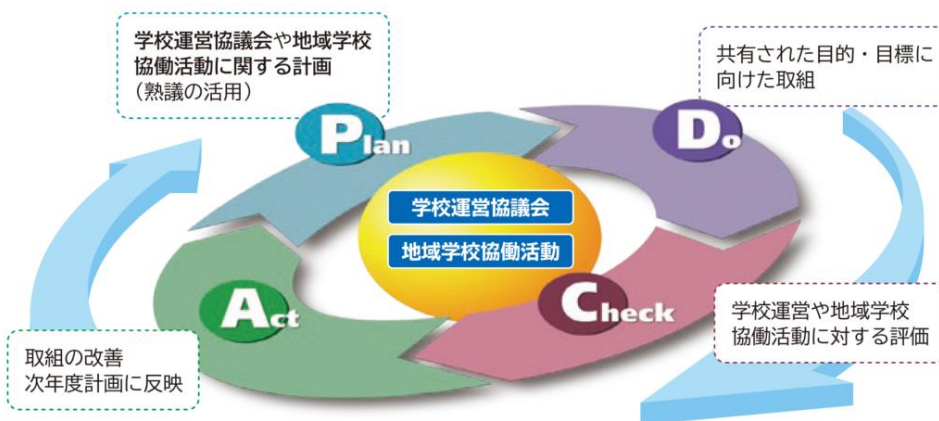 学校運営協議会や地域学校
協働活動に関する計画
(熟議の活用)
Plan
共有された目的・目標に
向けた取組
Do
学校運営協議会
地域学校協働活動
Check
学校運営や地域学校
協働活動に対する評価
Act
取組の改善
次年度計画に反映